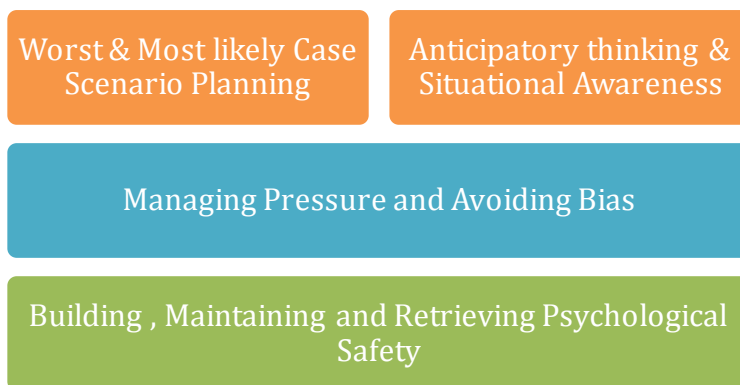 Worst & Most likely Case
Scenario Planning
Anticipatory thinking &
Situational Awareness
Managing Pressure and Avoiding Bias
Building , Maintaining and Retrieving Psychological
Safety